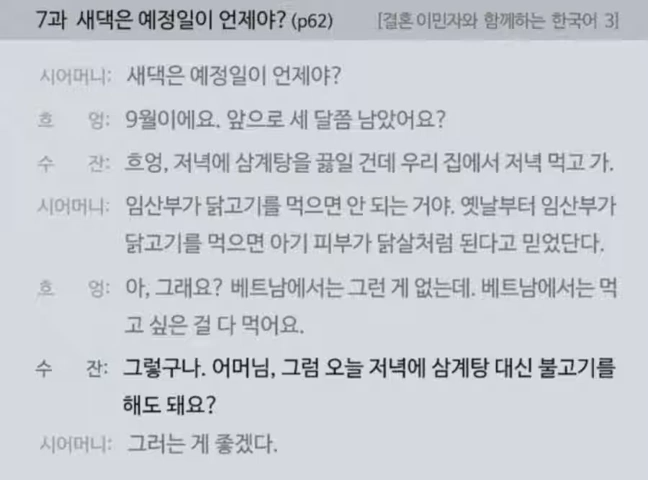 7과 새댁은 예정일이 언제야? (p62) [결혼 이민자와 함께하는 한국어 3]
시어머니: 새댁은 예정일이 언제야?
흐 엉: 9월이에요. 앞으로 세 달쯤 남았어요?
수 잔: 흐엉, 저녁에 삼계탕을 끓일 건데 우리 집에서 저녁 먹고 가.
시어머니: 임산부가 닭고기를 먹으면 안 되는 거야. 옛날부터 임산부가
닭고기를 먹으면 아기 피부가 닭살처럼 된다고 믿었단다.
흐 엉: 아, 그래요? 베트남에서는 그런 게 없는데. 베트남에서는 먹
고 싶은 걸 다 먹어요.
수 잔: 그렇구나. 어머님, 그럼 오늘 저녁에 삼계탕 대신 불고기를
해도 돼요?
시어머니: 그러는 게 좋겠다.